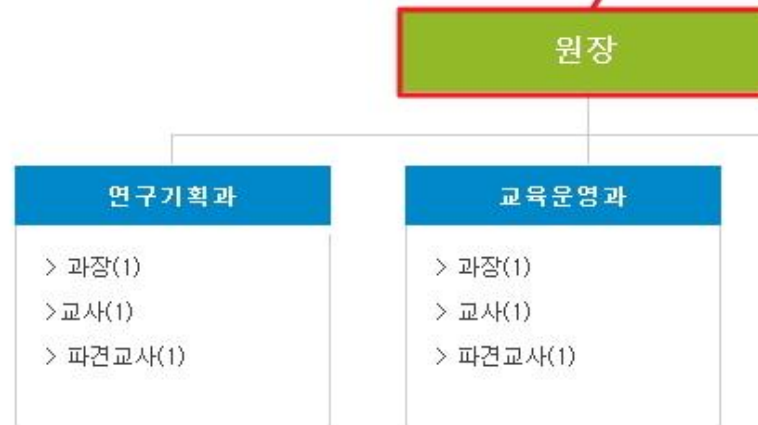 원장
연구기획과
> 과장(1)
>교사(1)
> 파견교사(1)
교육운영과
> 과장(1)
> 교사(1)
> 파견교사(1)